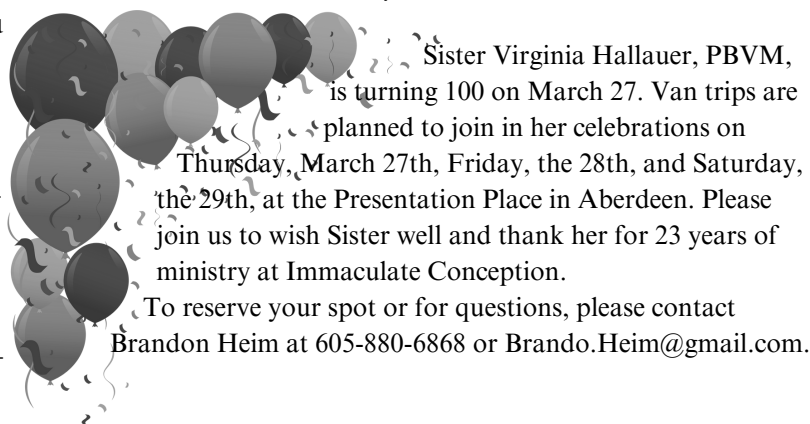 Sister Virginia Hallauer, PBVM,
is turning 100 on March 27. Van trips are
planned to join in her celebrations on
Thursday, March 27th, Friday, the 28th, and Saturday,
the 29th, at the Presentation Place in Aberdeen. Please
join us to wish Sister well and thank her for 23 years of
ministry at Immaculate Conception.
To reserve your spot or for questions, please contact
Brandon Heim at 605-880-6868 or Brando.Heim@gmail.com.